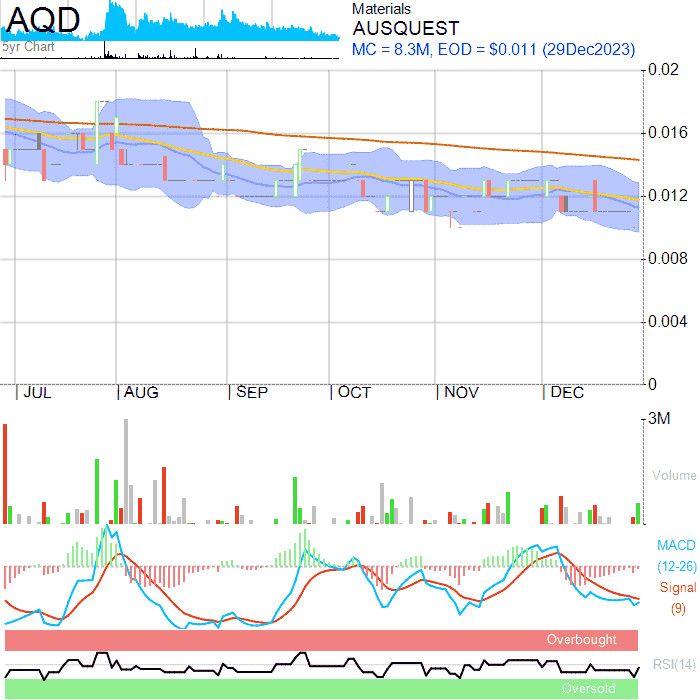 AQD
5yr Chart
Materials
AUSQUEST
MC = 8.3M, EOD = $0.011 (29Dec2023)
0.02
0.016
0.012
0.008
0.004
0
JUL AUG SEP OCT NOV DEC
3M
Volume
MACD
(12-26)
Signal
(9)
Overbought
RSI(14)
Oversold